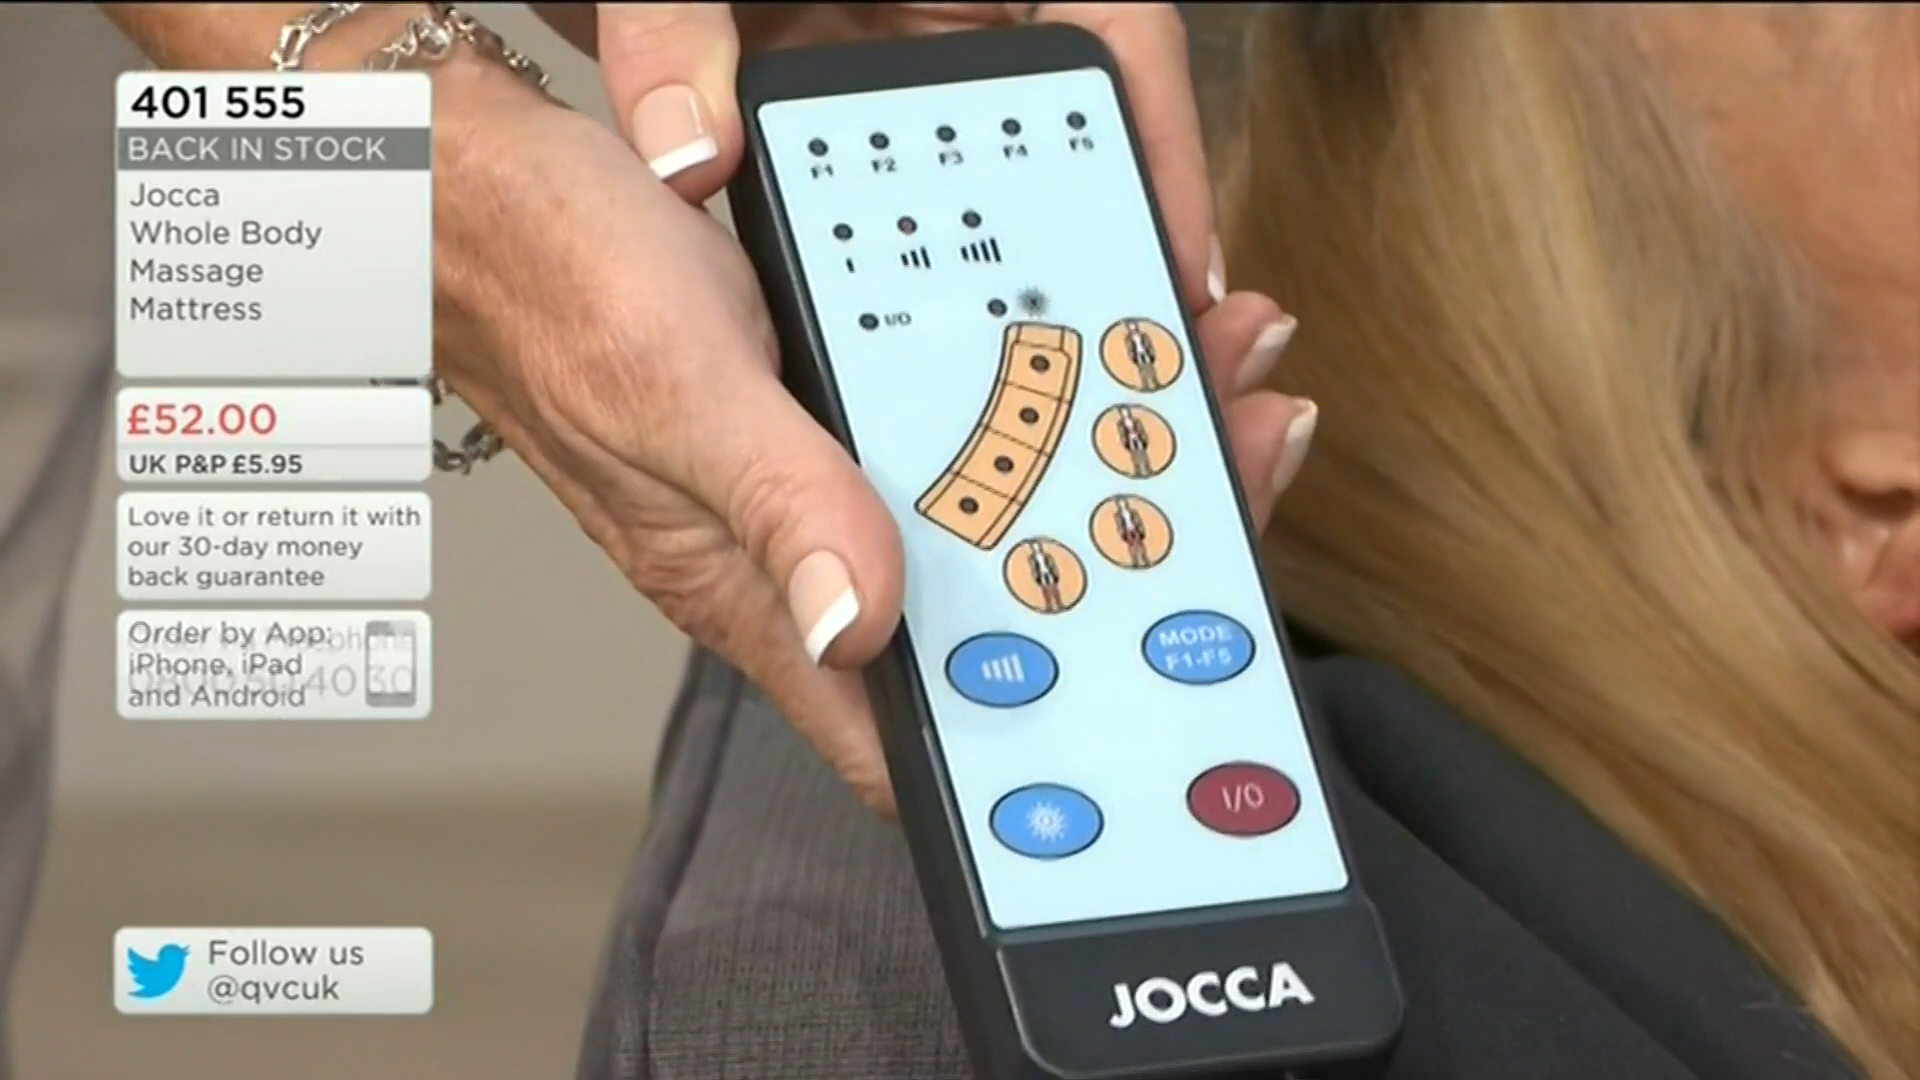 401 555
BACK IN STOCK
Jocca
Whole Body
Massage
Mattress
£52.00
UK P&P £5.95
Love it or return it with
our 30-day money
back guarantee
Order by App:
iPhone, iPad
and Android
Follow us
@qvcuk
F1 F2 F3 F4 F5
I/O
MODE
F1-F5
I/O
JOCCA